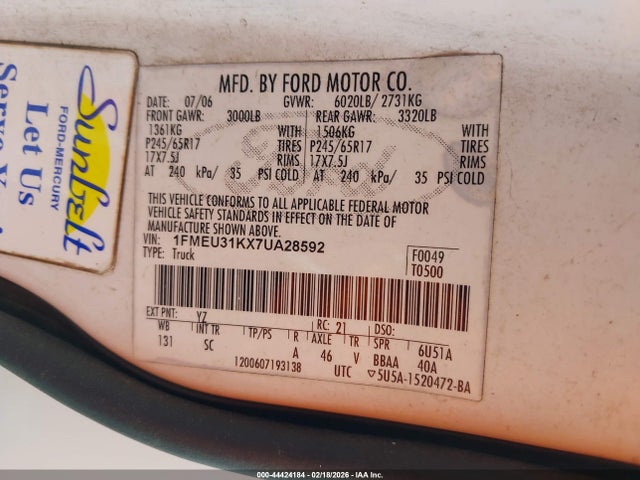 Sunbelt
FORD-MERCURY
Let Us
MFD. BY FORD MOTOR CO.
DATE: 07/06 GVWR: 6020LB/ 2731KG
FRONT GAWR: 3000LB REAR GAWR: 3320LB
1361KG WITH 1506KG WITH
P245/65R17 TIRES P245/65R17 TIRES
17X7.5J RIMS 17X7.5J RIMS
AT 240 kPa/ 35 PSI COLD AT 240 kPa/ 35 PSI COLD
THIS VEHICLE CONFORMS TO ALL APPLICABLE FEDERAL MOTOR
VEHICLE SAFETY STANDARDS IN EFFECT ON THE DATE OF
MANUFACTURE SHOWN ABOVE.
VIN: 1FMEU31KX7UA28592
TYPE: Truck
F0049
T0500
EXT PNT: YZ RC: 21 DSO:
WB INT TR TP/PS R AXLE TR SPR 6U51A
131 SC A 46 V BBAA 40A
1200607193138 UTC ▽5U5A-1520472-BA
000-44424184 - 02/18/2026 - IAA Inc.